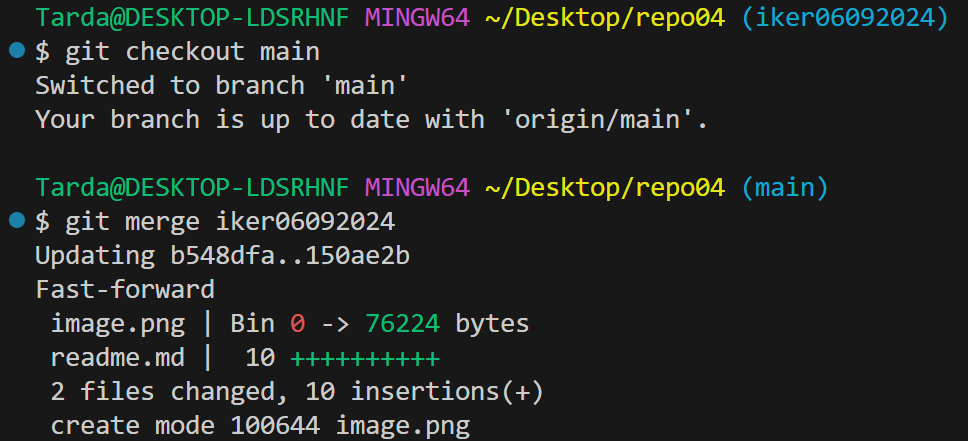 Tarda@DESKTOP-LDSRHNF MINGW64 ~/Desktop/repo04 (iker06092024)
$ git checkout main
Switched to branch 'main'
Your branch is up to date with 'origin/main'.
Tarda@DESKTOP-LDSRHNF MINGW64 ~/Desktop/repo04 (main)
$ git merge iker06092024
Updating b548dfa..150ae2b
Fast-forward
 image.png | Bin 0 -> 76224 bytes
 readme.md |  10 ++++++++++
 2 files changed, 10 insertions(+)
 create mode 100644 image.png